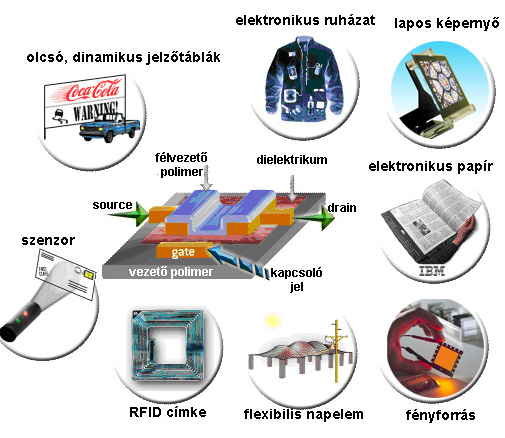 elektronikus ruházat
lapos képernyő
olcsó, dinamikus jelzőtáblák
Coca-Cola
WARNING!
félvezető
polimer
dielektrikum
elektronikus papír
source
drain
szenzor
gate
vezető polimer
kapcsoló
jel
IBM
RFID címke
flexibilis napelem
fényforrás